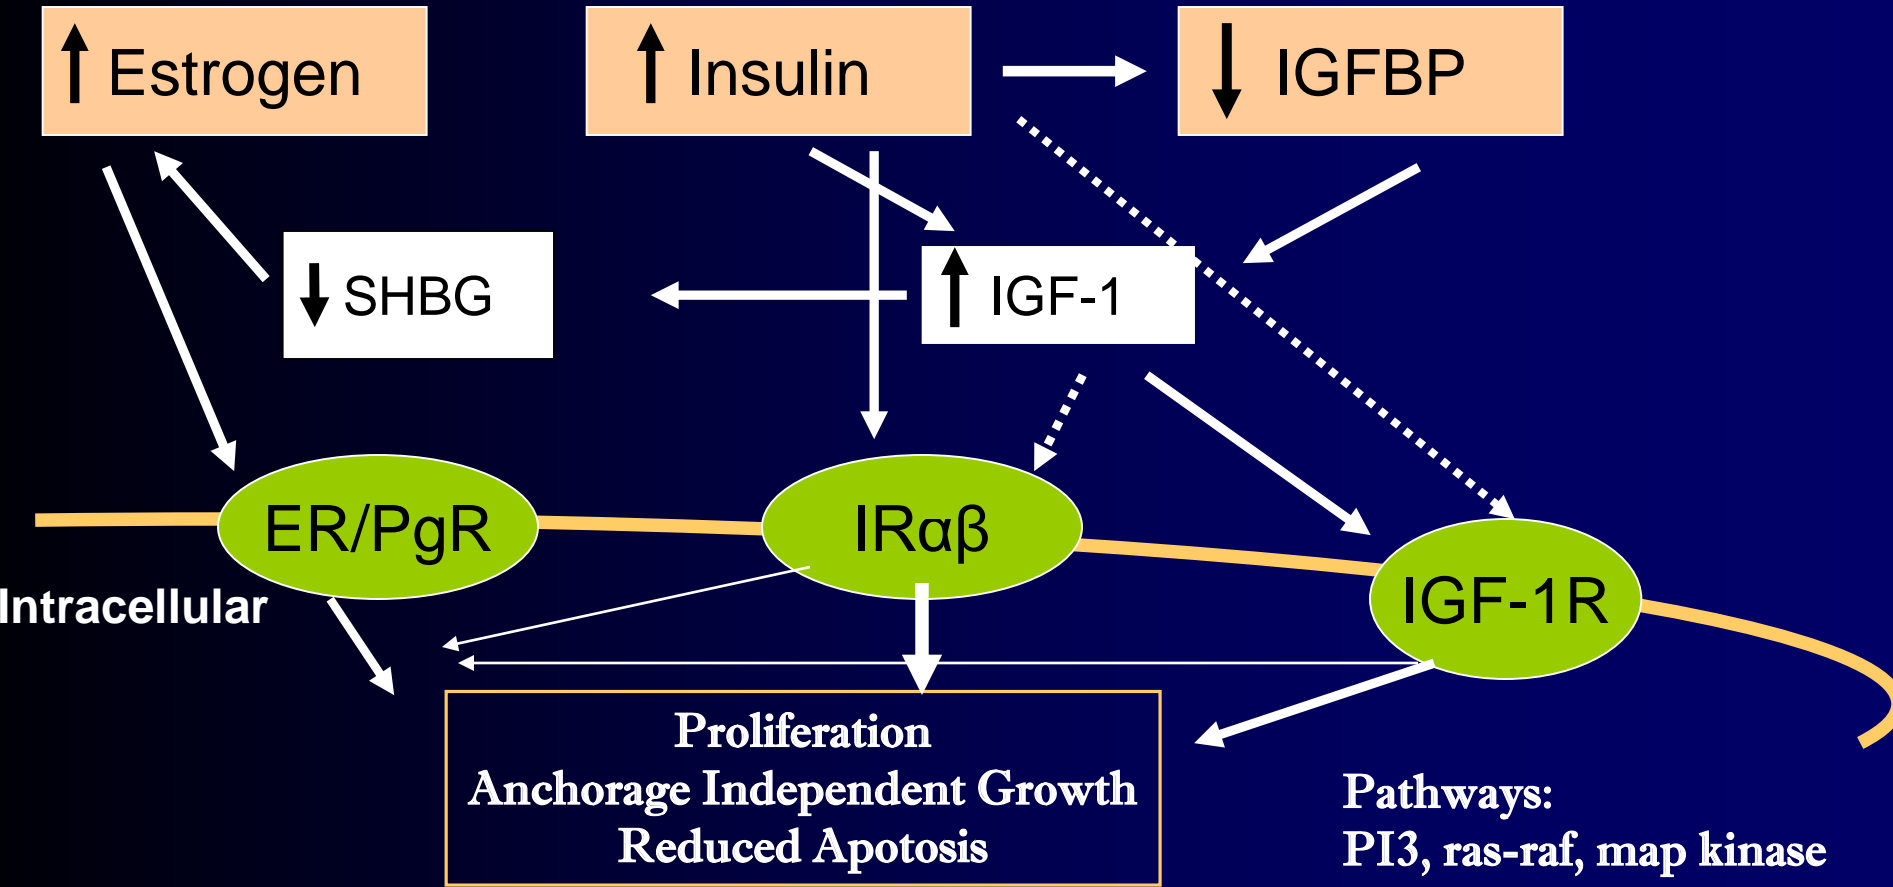 Estrogen
Insulin
IGFBP
SHBG
IGF-1
ER/PgR
IRαβ
IGF-1R
Intracellular
Proliferation
Anchorage Independent Growth
Reduced Apotosis
Pathways:
PI3, ras-raf, map kinase